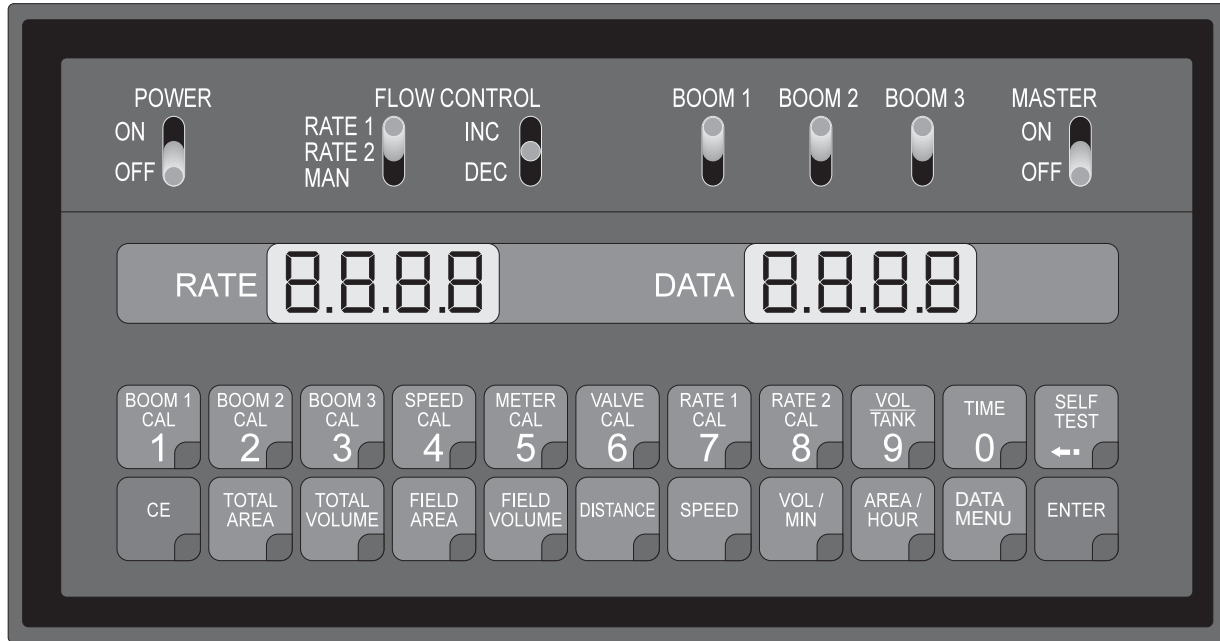 POWER
ON
OFF
FLOW CONTROL
RATE 1
RATE 2
MAN
INC
DEC
BOOM 1
BOOM 2
BOOM 3
MASTER
ON
OFF
RATE
8.8.8.8
DATA
8.8.8.8
BOOM 1
CAL
1
BOOM 2
CAL
2
BOOM 3
CAL
3
SPEED
CAL
4
METER
CAL
5
VALVE
CAL
6
RATE 1
CAL
7
RATE 2
CAL
8
VOL
TANK
9
TIME
0
SELF
TEST
CE
TOTAL
AREA
TOTAL
VOLUME
FIELD
AREA
FIELD
VOLUME
DISTANCE
SPEED
VOL /
MIN
AREA /
HOUR
DATA
MENU
ENTER